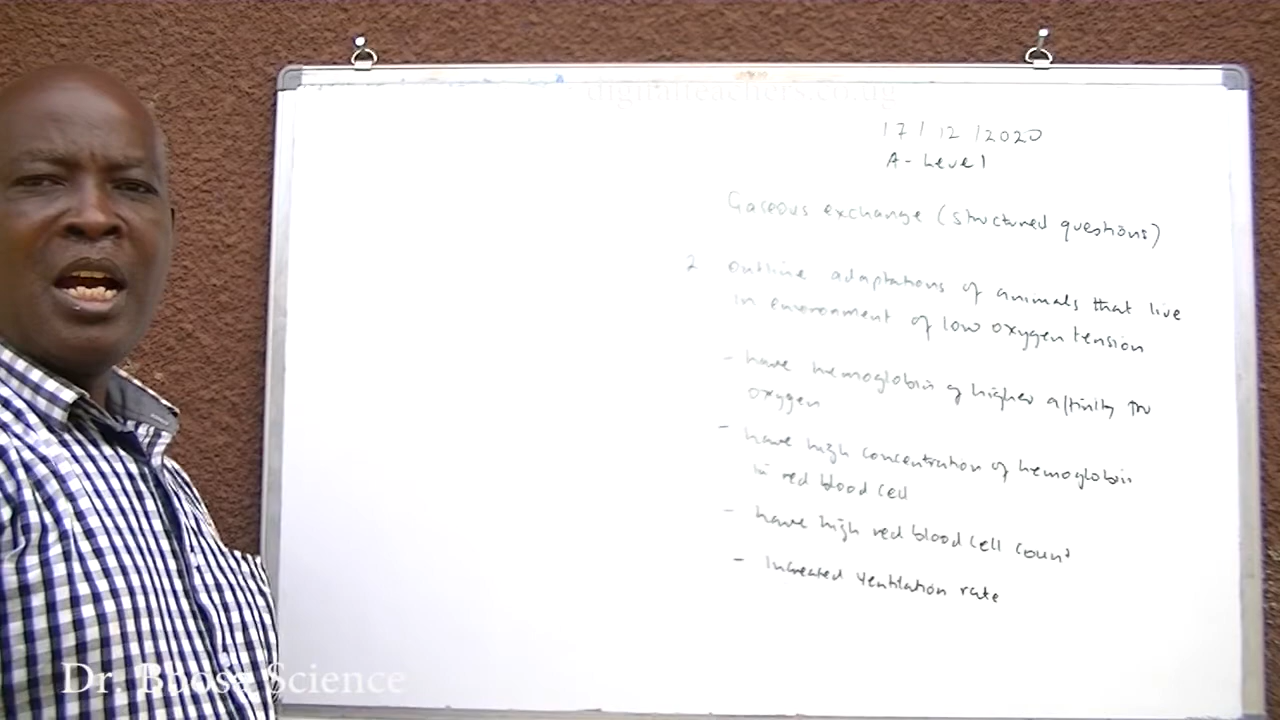 digitalteachers.co.ug
17/12/2020
A-Level
Gaseous exchange (structured questions)
2 outline adaptations of animals that live
in environment of low oxygen tension
- have hemoglobin of higher affinity for
oxygen
- have high concentration of hemoglobin
in red blood cell
- have high red blood cell count
- Increased ventilation rate
Dr. Bbosa Science